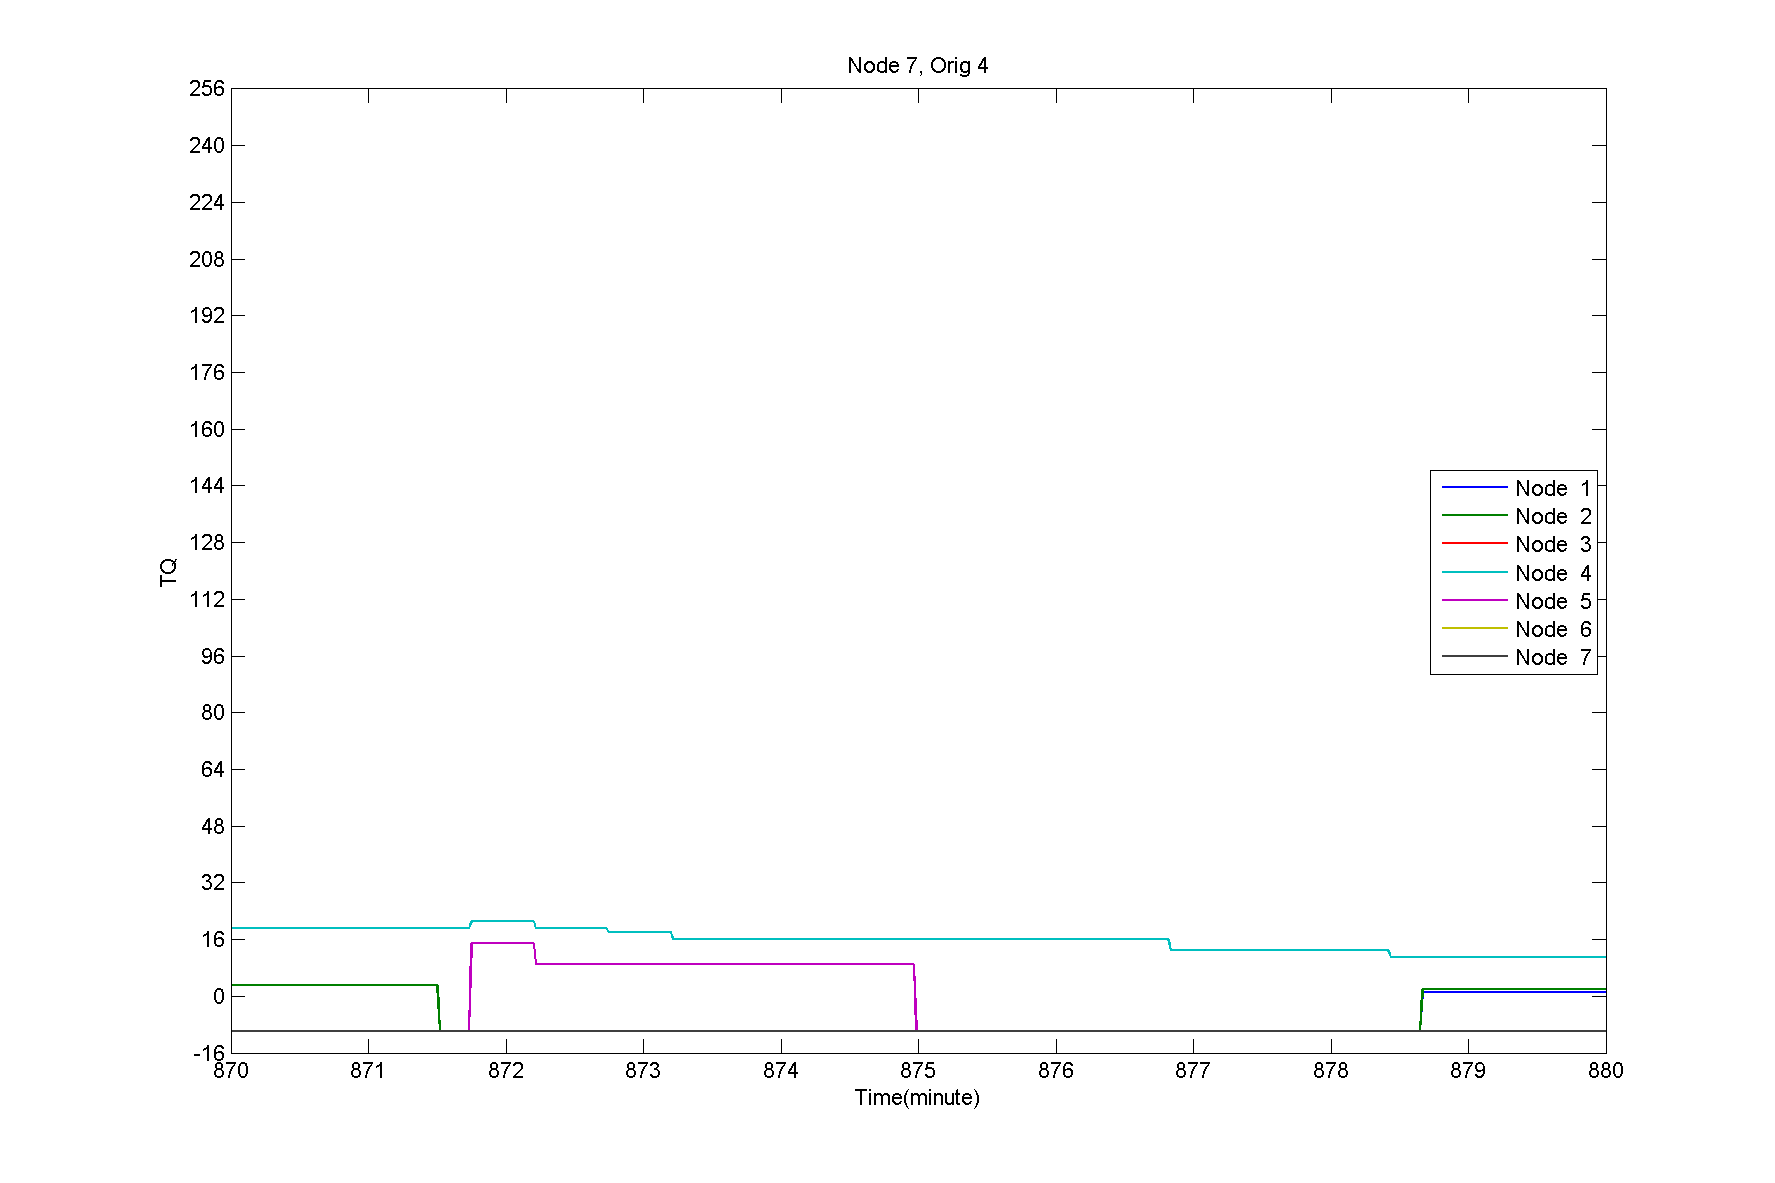 Node 7, Orig 4
256
240
224
208
192
176
160
144
128
112
96
80
64
48
32
16
0
-16
TQ
Node 1
Node 2
Node 3
Node 4
Node 5
Node 6
Node 7
870 871 872 873 874 875 876 877 878 879 880
Time(minute)